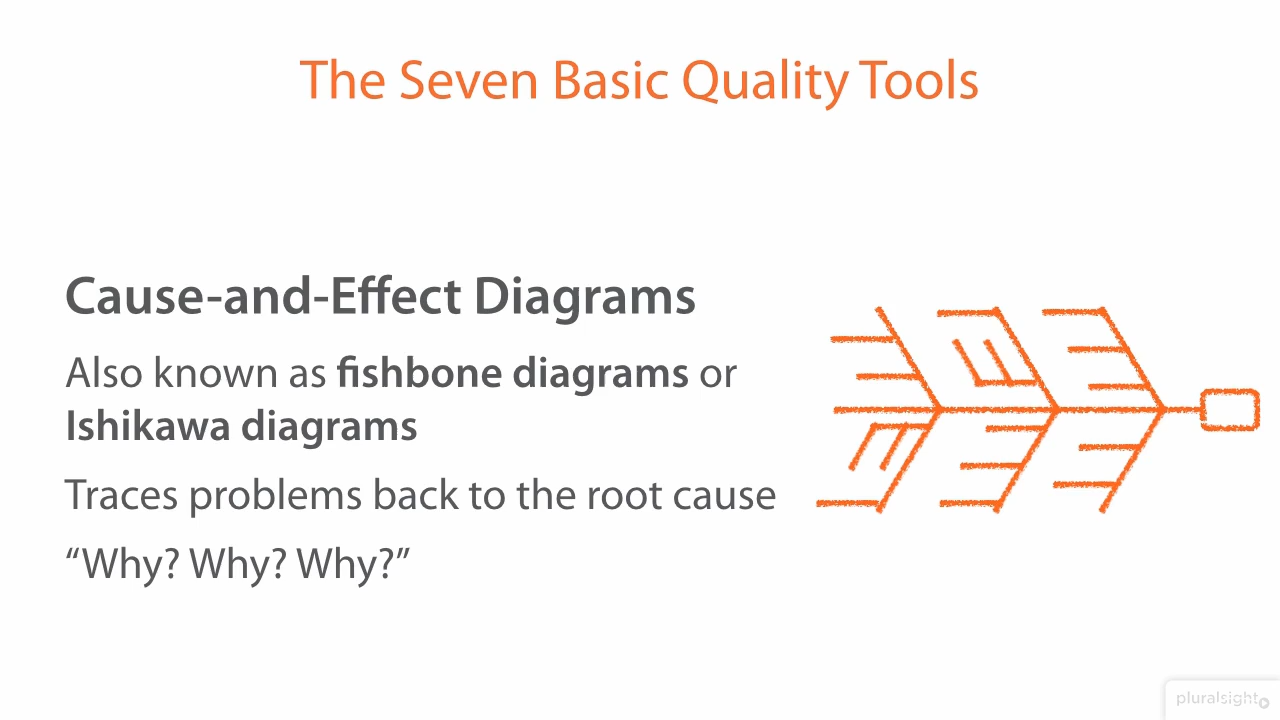 The Seven Basic Quality Tools
Cause-and-Effect Diagrams
Also known as fishbone diagrams or
Ishikawa diagrams
Traces problems back to the root cause
“Why? Why? Why?”
pluralsight